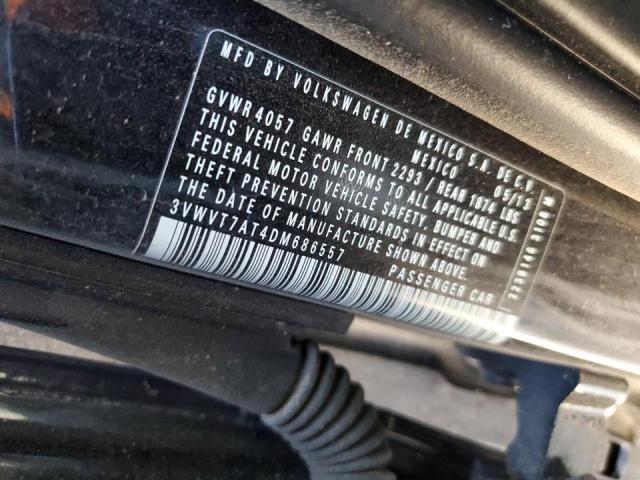 MFD BY VOLKSWAGEN DE MEXICO S.A. DE C.V.
MEXICO 05/13
GVWR 4057 GAWR FRONT 2293 / REAR 1874 LBS
THIS VEHICLE CONFORMS TO ALL APPLICABLE U.S.
FEDERAL MOTOR VEHICLE SAFETY, BUMPER AND
THEFT PREVENTION STANDARDS IN EFFECT ON
THE DATE OF MANUFACTURE SHOWN ABOVE.
3VWVT7AT4DM686557
PASSENGER CAR